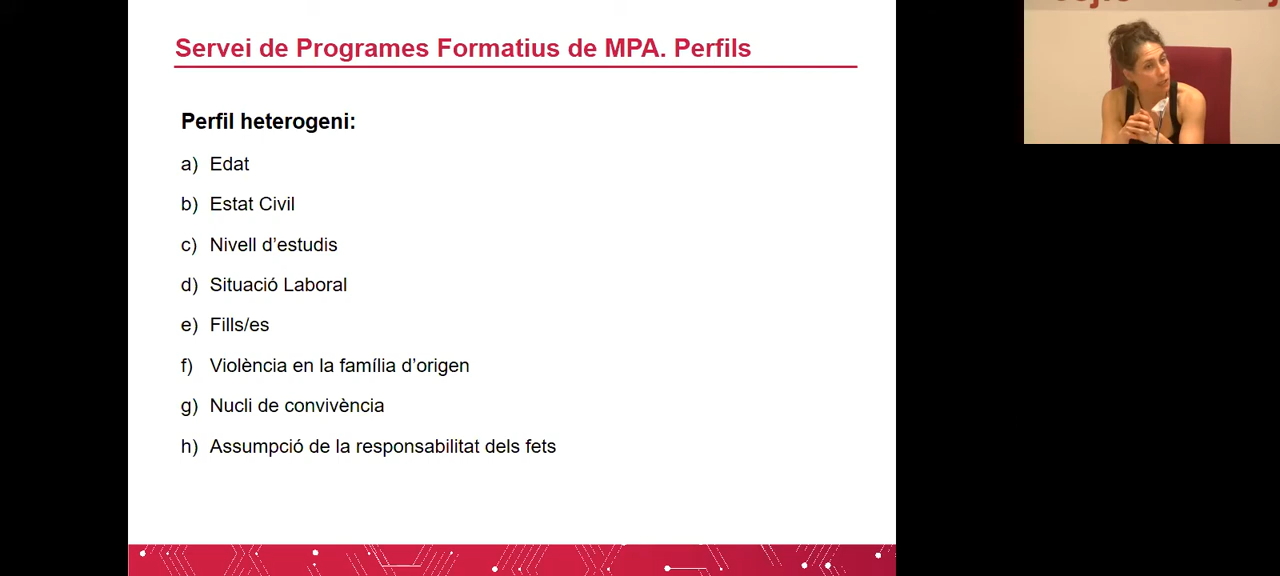 Servei de Programes Formatius de MPA. Perfils
Perfil heterogeni:
a) Edat
b) Estat Civil
c) Nivell d’estudis
d) Situació Laboral
e) Fills/es
f) Violència en la família d’origen
g) Nucli de convivència
h) Assumpció de la responsabilitat dels fets